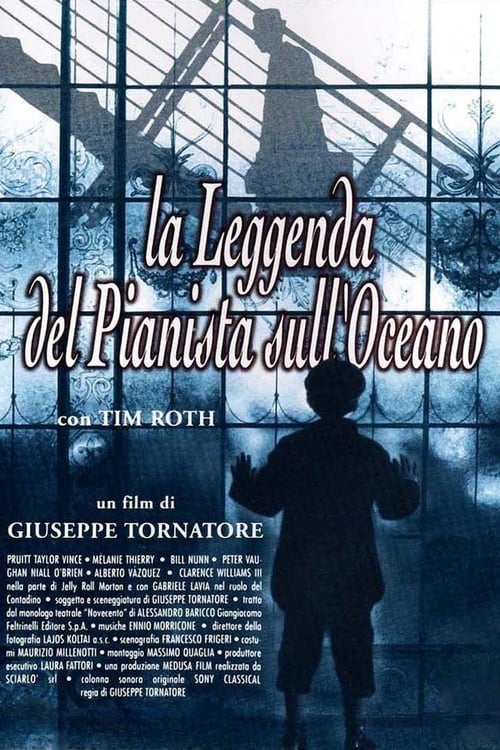 la Leggenda
del Pianista sull'Oceano
con TIM ROTH
un film di
GIUSEPPE TORNATORE
PRUITT TAYLOR VINCE • MÉLANIE THIERRY • BILL NUNN • PETER VAU-
GHAN NIALL O'BRIEN • ALBERTO VÁZQUEZ • CLARENCE WILLIAMS III
nella parte di Jelly Roll Morton e con GABRIELE LAVIA nel ruolo del
Contadino • soggetto e sceneggiatura di GIUSEPPE TORNATORE • tratto
dal monologo teatrale "Novecento" di ALESSANDRO BARICCO Giangiacomo
Feltrinelli Editore S.p.A. • musiche ENNIO MORRICONE • direttore della
fotografia LAJOS KOLTAI a.s.c. • scenografia FRANCESCO FRIGERI • costu-
mi MAURIZIO MILLENOTTI • montaggio MASSIMO QUAGLIA • produttore
esecutivo LAURA FATTORI • una produzione MEDUSA FILM realizzata da
SCIARLO' srl • colonna sonora originale SONY CLASSICAL
regia di GIUSEPPE TORNATORE